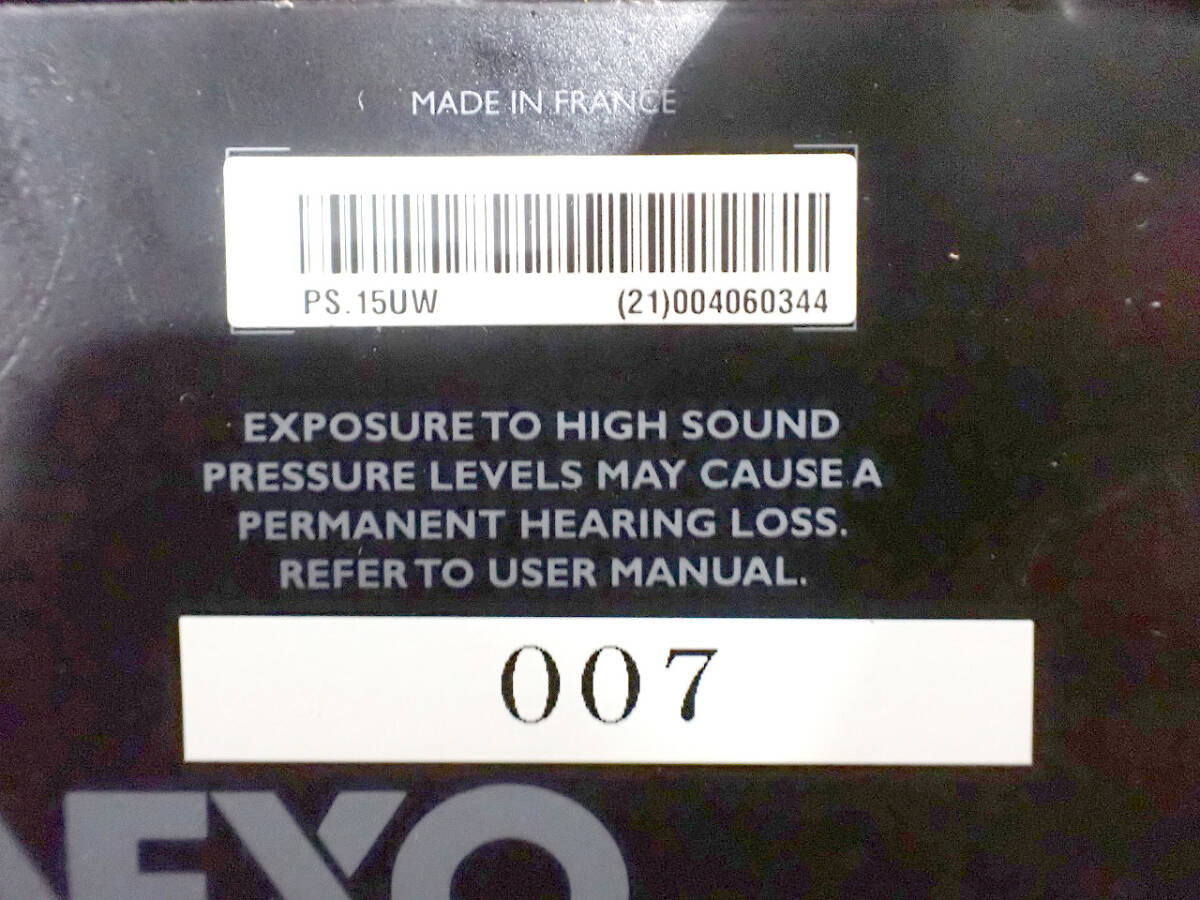 MADE IN FRANCE
PS.15UW (21)004060344
EXPOSURE TO HIGH SOUND
PRESSURE LEVELS MAY CAUSE A
PERMANENT HEARING LOSS.
REFER TO USER MANUAL.
007